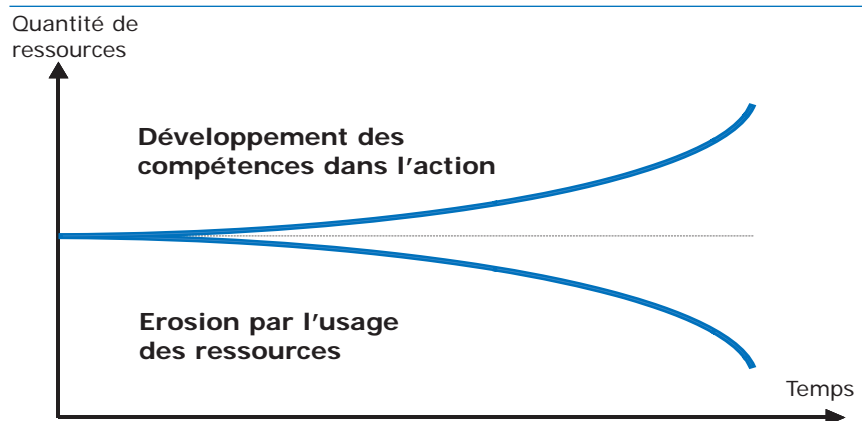 Quantité de
ressources
Développement des
compétences dans l'action
Erosion par l'usage
des ressources
Temps